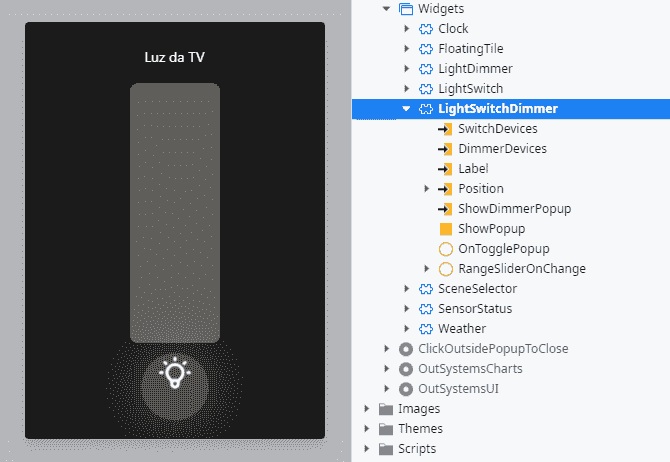 Luz da TV
Widgets
Clock
FloatingTile
LightDimmer
LightSwitch
LightSwitchDimmer
SwitchDevices
DimmerDevices
Label
Position
ShowDimmerPopup
ShowPopup
OnTogglePopup
RangeSliderOnChange
SceneSelector
SensorStatus
Weather
ClickOutsidePopupToClose
OutSystemsCharts
OutSystemsUI
Images
Themes
Scripts